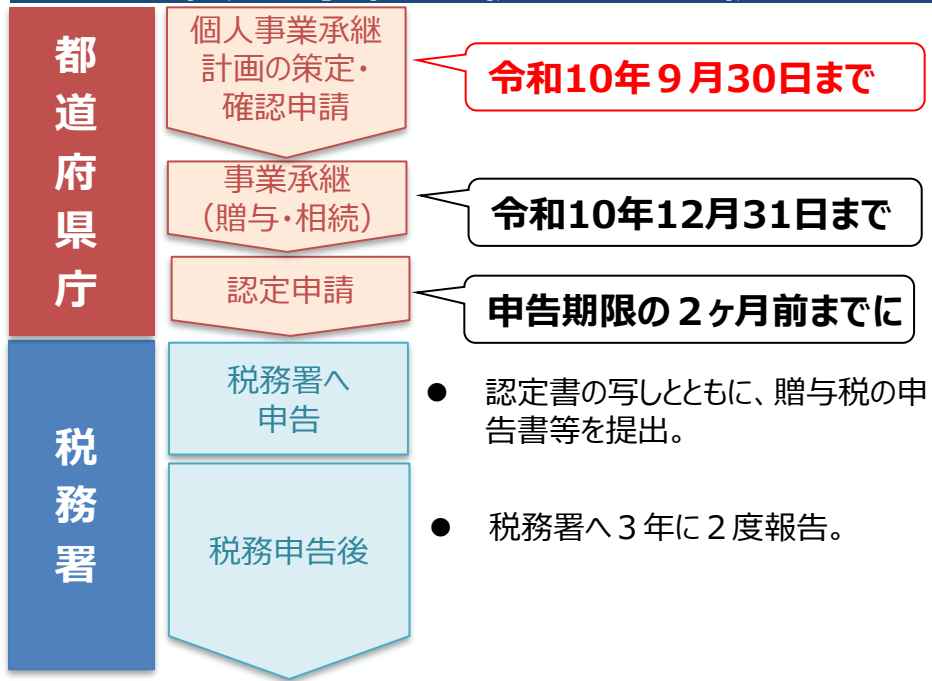 都道府県庁
個人事業承継
計画の策定・
確認申請
令和10年９月30日まで
事業承継
（贈与・相続）
令和10年12月31日まで
認定申請
申告期限の２ヶ月前までに
税務署
税務署へ
申告
● 認定書の写しとともに、贈与税の申
告書等を提出。
税務申告後
● 税務署へ３年に２度報告。